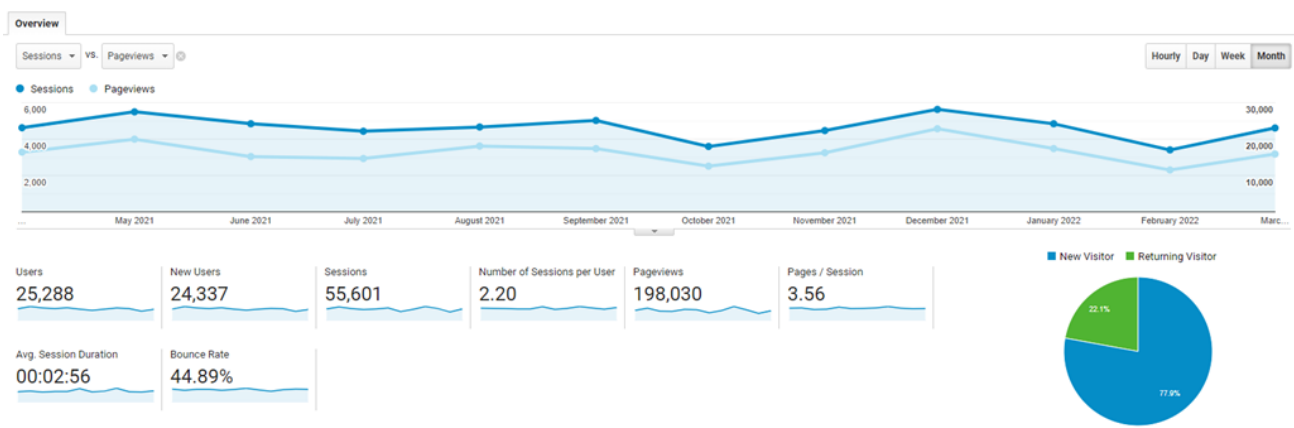 Overview
Sessions vs. Pageviews
Hourly Day Week Month
Sessions Pageviews
6,000 30,000
4,000 20,000
2,000 10,000
... May 2021 June 2021 July 2021 August 2021 September 2021 October 2021 November 2021 December 2021 January 2022 February 2022 Marc...
New Visitor Returning Visitor
Users New Users Sessions Number of Sessions per User Pageviews Pages / Session
25,288 24,337 55,601 2.20 198,030 3.56
22.1%
Avg. Session Duration Bounce Rate
00:02:56 44.89%
77.9%